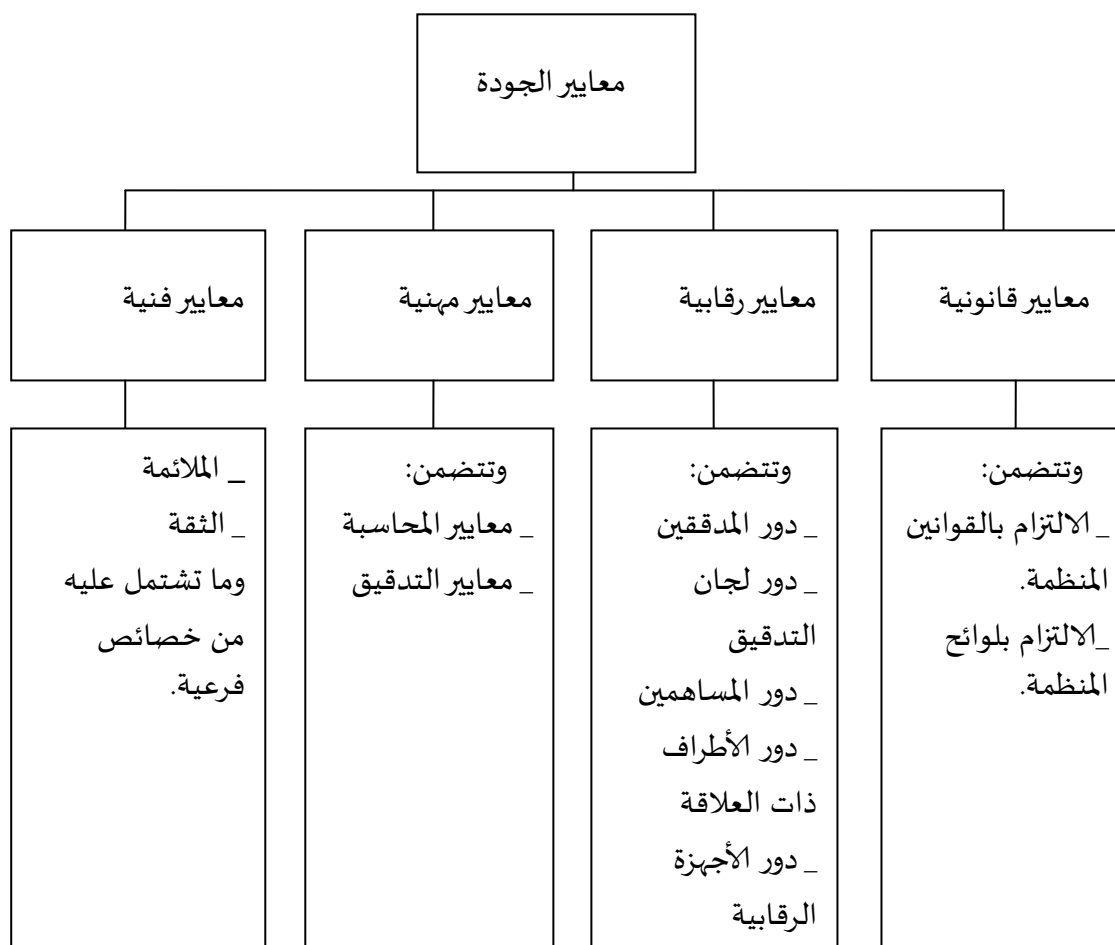 معايير الجودة
معايير قانونية
معايير رقابية
معايير مهنية
معايير فنية
وتتضمن:
_ الالتزام بالقوانين
المنظمة.
_الالتزام بلوائح
المنظمة.
وتتضمن:
_ دور المدققين
_ دور لجان
التدقيق
_ دور المساهمين
_ دور الأطراف
ذات العلاقة
_ دور الأجهزة
الرقابية
وتتضمن:
_ معايير المحاسبة
_ معايير التدقيق
_ الملائمة
_ الثقة
وما تشتمل عليه
من خصائص
فرعية.